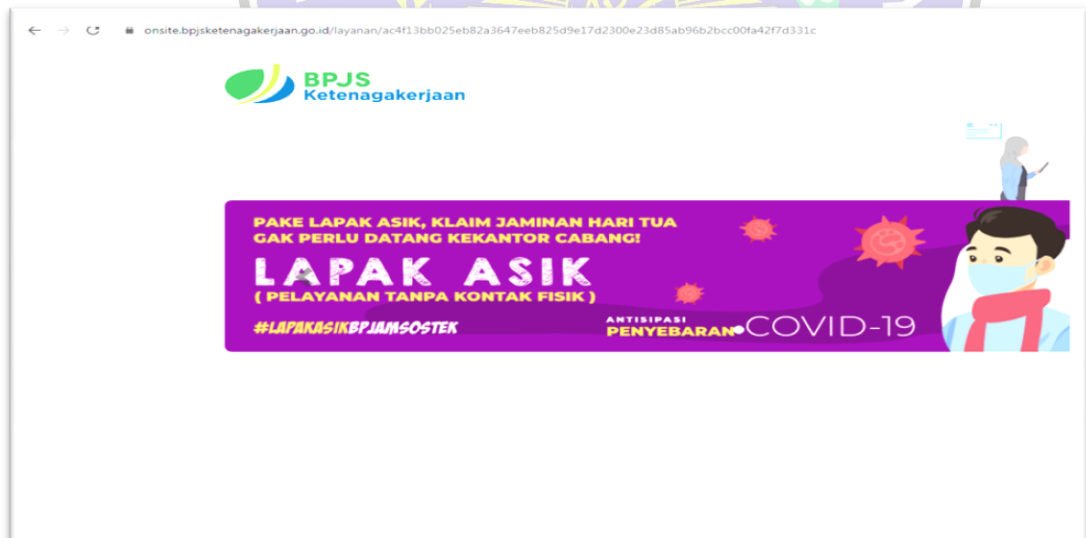 onsite.bpjsketenagakerjaan.go.id/layanan/ac4f13bb025eb82a3647eeb825d9e17d2300e23d85ab96b2bcc00fa42f7d331c
BPJS
Ketenagakerjaan
PAKE LAPAK ASIK, KLAIM JAMINAN HARI TUA
GAK PERLU DATANG KEKANTOR CABANG!
LAPAK ASIK
( PELAYANAN TANPA KONTAK FISIK )
#LAPAKASIKBPJAMSOSTEK
ANTISIPASI
PENYEBARAN•COVID-19